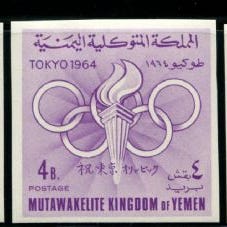 المملكة المتوكلية اليمنية
TOKYO 1964 طوكيو ١٩٦٤
4B. 祝東京オリンピック ٤ بقش
POSTAGE بريد
MUTAWAKELITE KINGDOM OF YEMEN